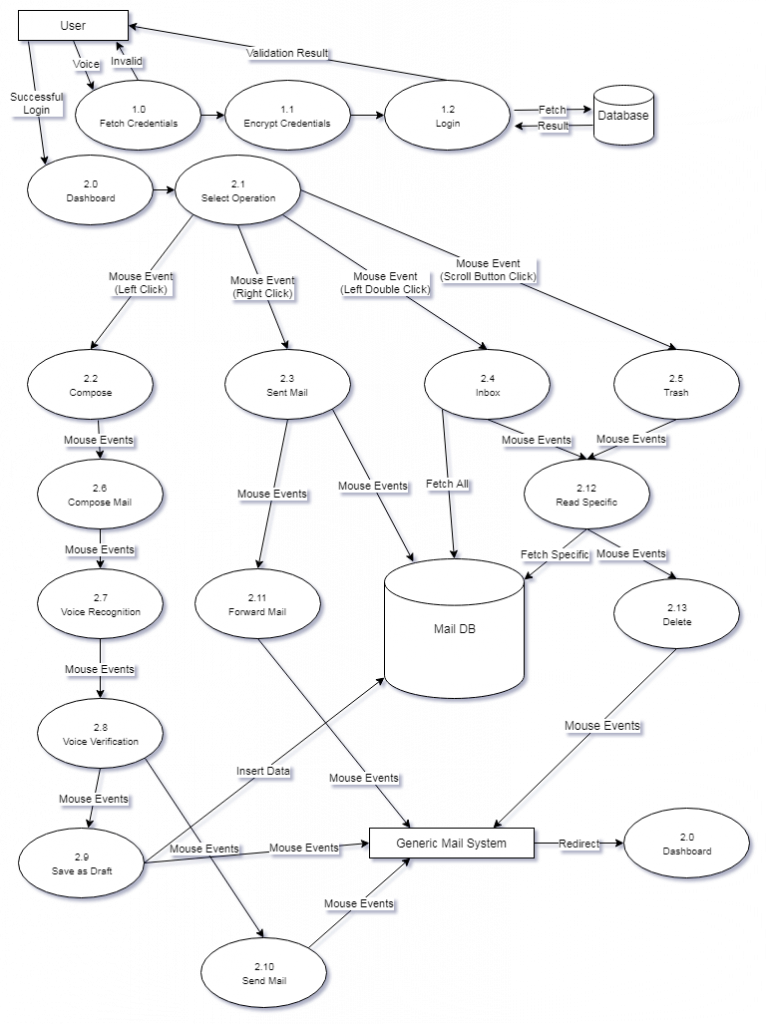 User
Validation Result
Voice
Invalid
Successful
Login
1.0
Fetch Credentials
1.1
Encrypt Credentials
1.2
Login
Fetch
Result
Database
2.0
Dashboard
2.1
Select Operation
Mouse Event
(Left Click)
Mouse Event
(Right Click)
Mouse Event
(Left Double Click)
Mouse Event
(Scroll Button Click)
2.2
Compose
2.3
Sent Mail
2.4
Inbox
2.5
Trash
Mouse Events
Mouse Events
Mouse Events
2.6
Compose Mail
Mouse Events
Mouse Events
Fetch All
2.12
Read Specific
Mouse Events
Fetch Specific
Mouse Events
2.7
Voice Recognition
2.11
Forward Mail
Mail DB
2.13
Delete
Mouse Events
2.8
Voice Verification
Mouse Events
Insert Data
Mouse Events
Mouse Events
2.9
Save as Draft
Mouse Events
Mouse Events
Generic Mail System
Redirect
2.0
Dashboard
Mouse Events
2.10
Send Mail